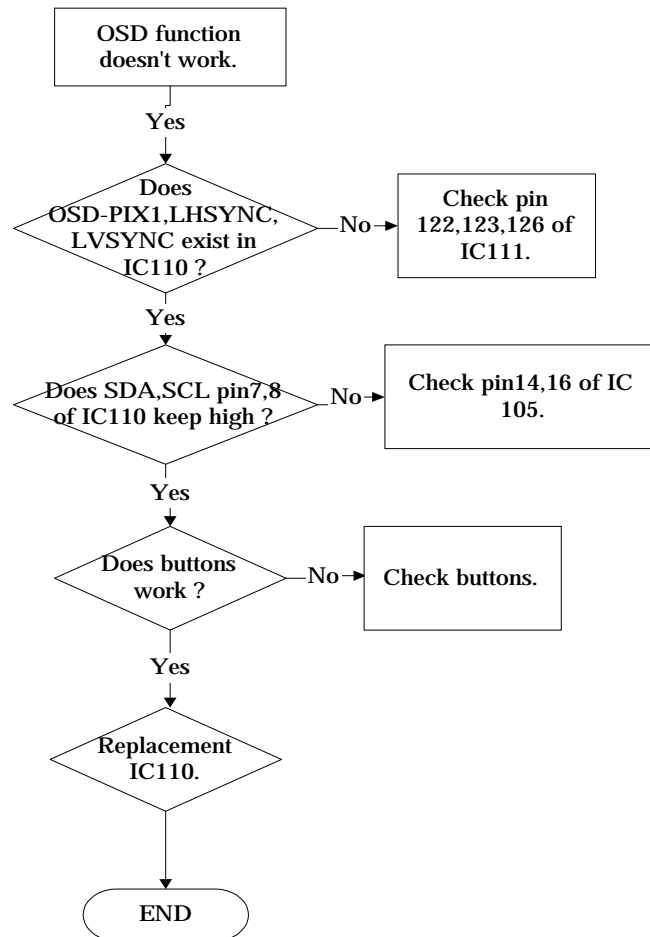 OSD function
doesn't work.
Yes
Does
OSD-PIX1,LHSYNC,
LVSYNC exist in
IC110 ?
No
Check pin
122,123,126 of
IC111.
Yes
Does SDA,SCL pin7,8
of IC110 keep high ?
No
Check pin14,16 of IC
105.
Yes
Does buttons
work ?
No
Check buttons.
Yes
Replacement
IC110.
END